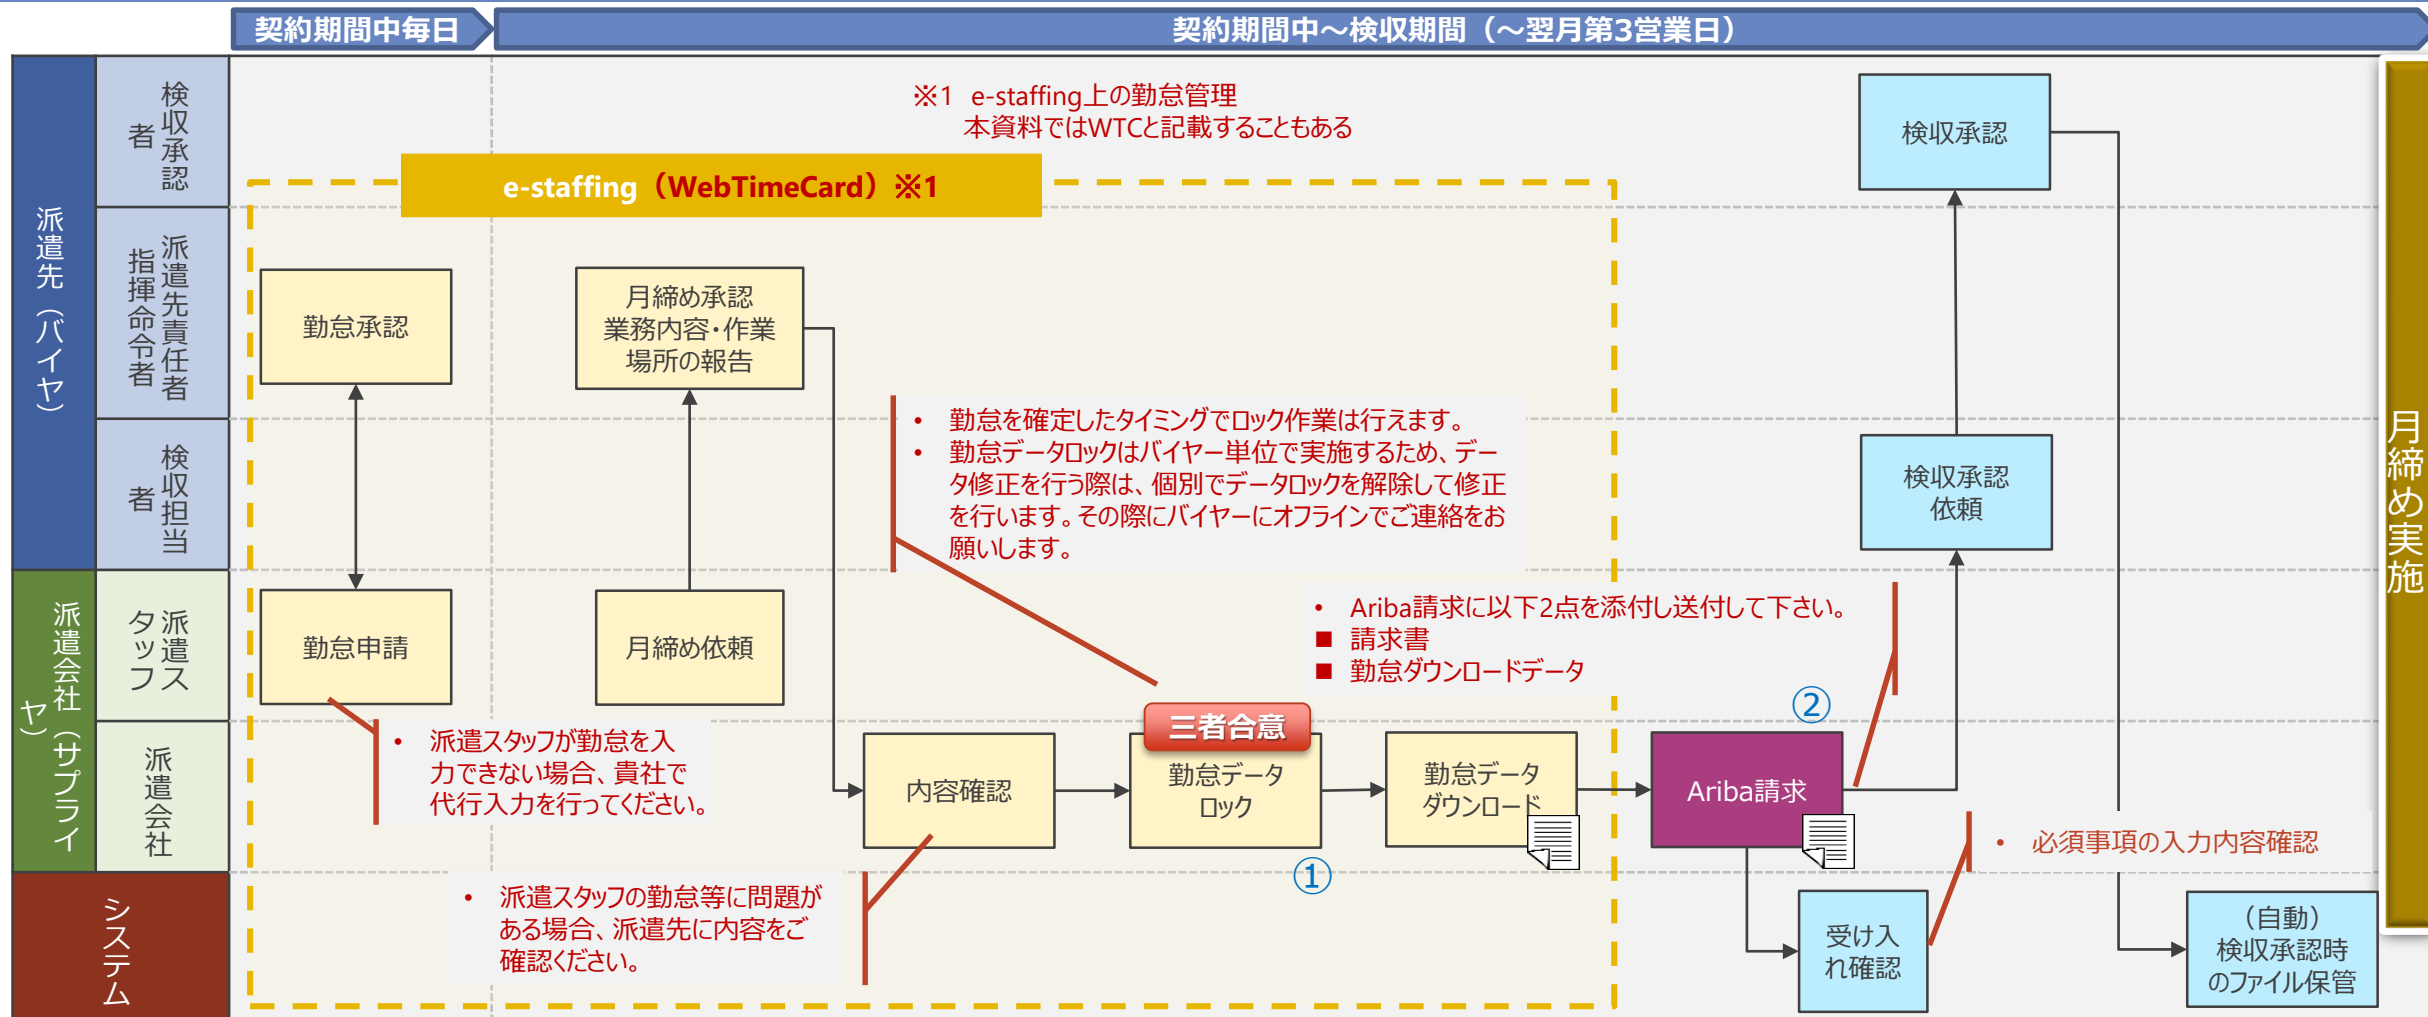 契約期間中毎日
契約期間中～検収期間（～翌月第3営業日）
派遣先（バイヤ）
検収承認者
※1 e-staffing上の勤怠管理
本資料ではWTCと記載することもある
検収承認
e-staffing（WebTimeCard）※1
派遣先責任者
指揮命令者
勤怠承認
月締め承認
業務内容・作業
場所の報告
検収担当者
• 勤怠を確定したタイミングでロック作業は行えます。
• 勤怠データロックはバイヤー単位で実施するため、デー
タ修正を行う際は、個別でデータロックを解除して修正
を行います。その際にバイヤーにオフラインでご連絡をお
願いします。
検収承認
依頼
月締め実施
派遣会社（サプライヤ）
派遣スタッフ
勤怠申請
月締め依頼
• Ariba請求に以下2点を添付し送付して下さい。
■ 請求書
■ 勤怠ダウンロードデータ
②
派遣会社
• 派遣スタッフが勤怠を入
力できない場合、貴社で
代行入力を行ってください。
内容確認
三者合意
勤怠データ
ロック
①
勤怠データ
ダウンロード
Ariba請求
• 必須事項の入力内容確認
システム
• 派遣スタッフの勤怠等に問題が
ある場合、派遣先に内容をご
確認ください。
受け入
れ確認
（自動）
検収承認時
のファイル保管